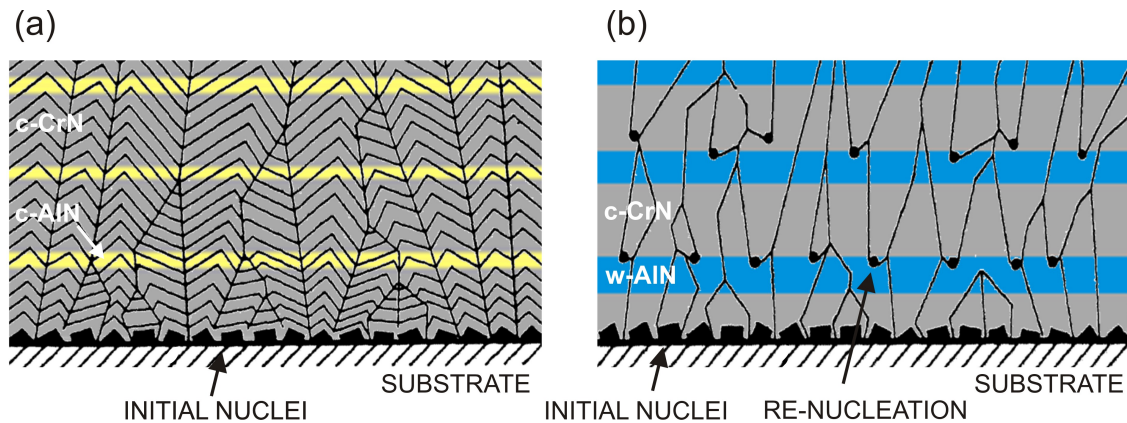 (a)
c-CrN
c-AlN
SUBSTRATE
INITIAL NUCLEI
(b)
c-CrN
w-AlN
SUBSTRATE
INITIAL NUCLEI
RE-NUCLEATION